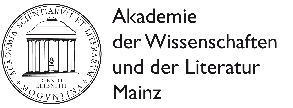 Akademie
der Wissenschaften
und der Literatur
Mainz